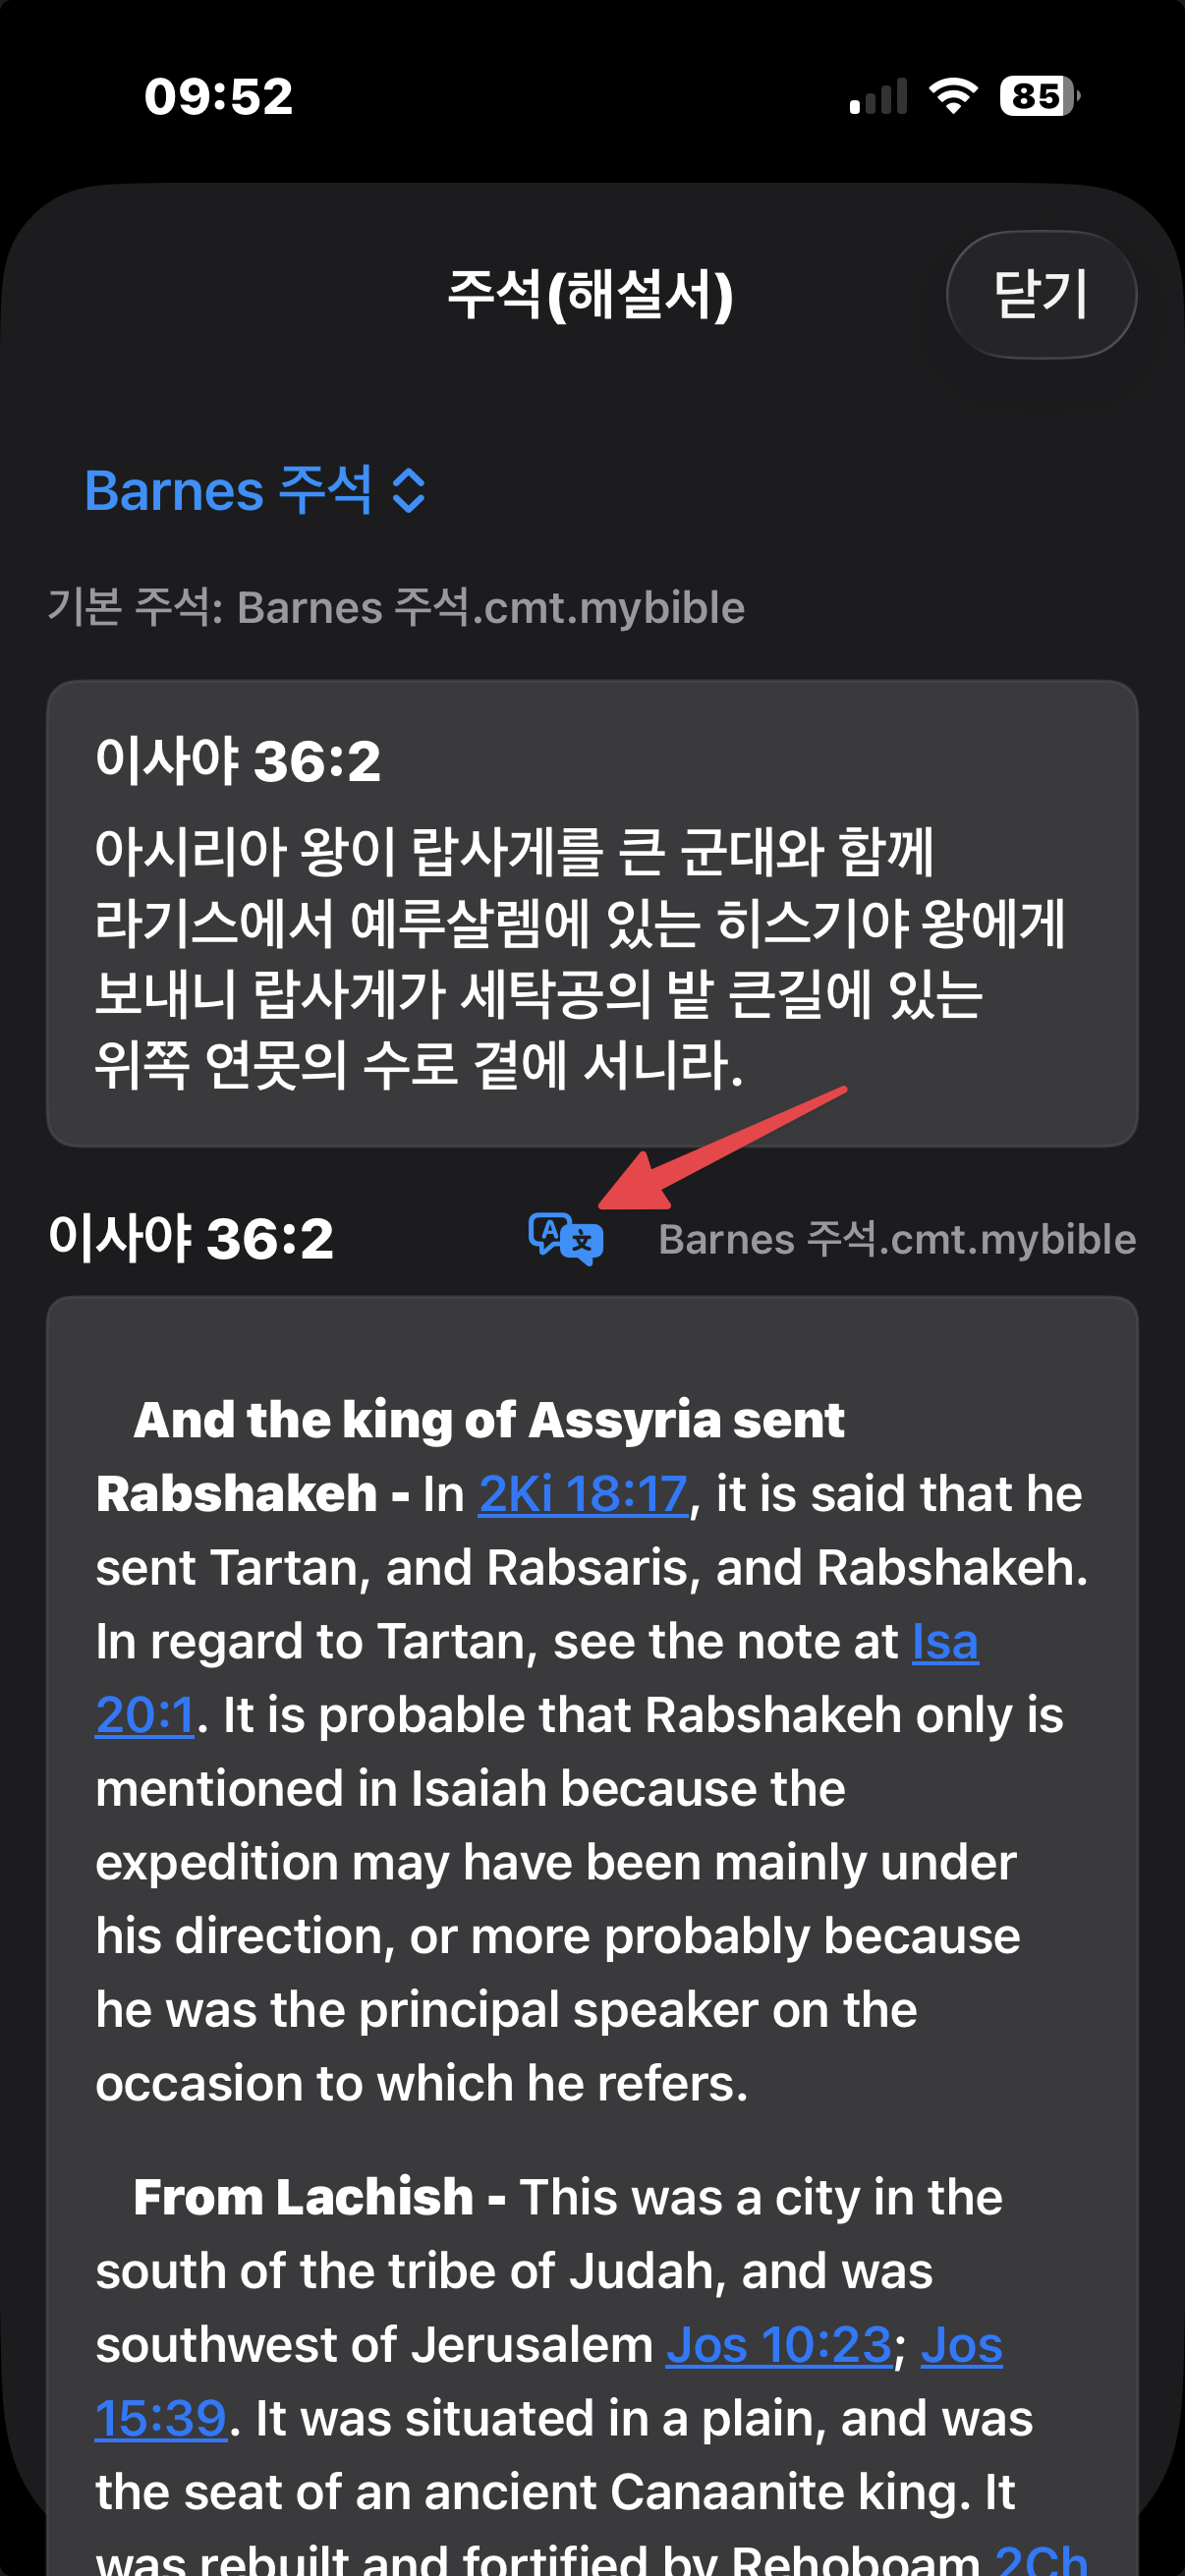 09:52
85
주석(해설서)
닫기
Barnes 주석
기본 주석: Barnes 주석.cmt.mybible
이사야 36:2
아시리아 왕이 랍사게를 큰 군대와 함께
라기스에서 예루살렘에 있는 히스기야 왕에게
보내니 랍사게가 세탁공의 밭 큰길에 있는
위쪽 연못의 수로 곁에 서니라.
이사야 36:2
A 文
Barnes 주석.cmt.mybible
And the king of Assyria sent
Rabshakeh - In 2Ki 18:17, it is said that he
sent Tartan, and Rabsaris, and Rabshakeh.
In regard to Tartan, see the note at Isa
20:1. It is probable that Rabshakeh only is
mentioned in Isaiah because the
expedition may have been mainly under
his direction, or more probably because
he was the principal speaker on the
occasion to which he refers.
From Lachish - This was a city in the
south of the tribe of Judah, and was
southwest of Jerusalem Jos 10:23; Jos
15:39. It was situated in a plain, and was
the seat of an ancient Canaanite king. It
was rebuilt and fortified by Rehoboam 2Ch